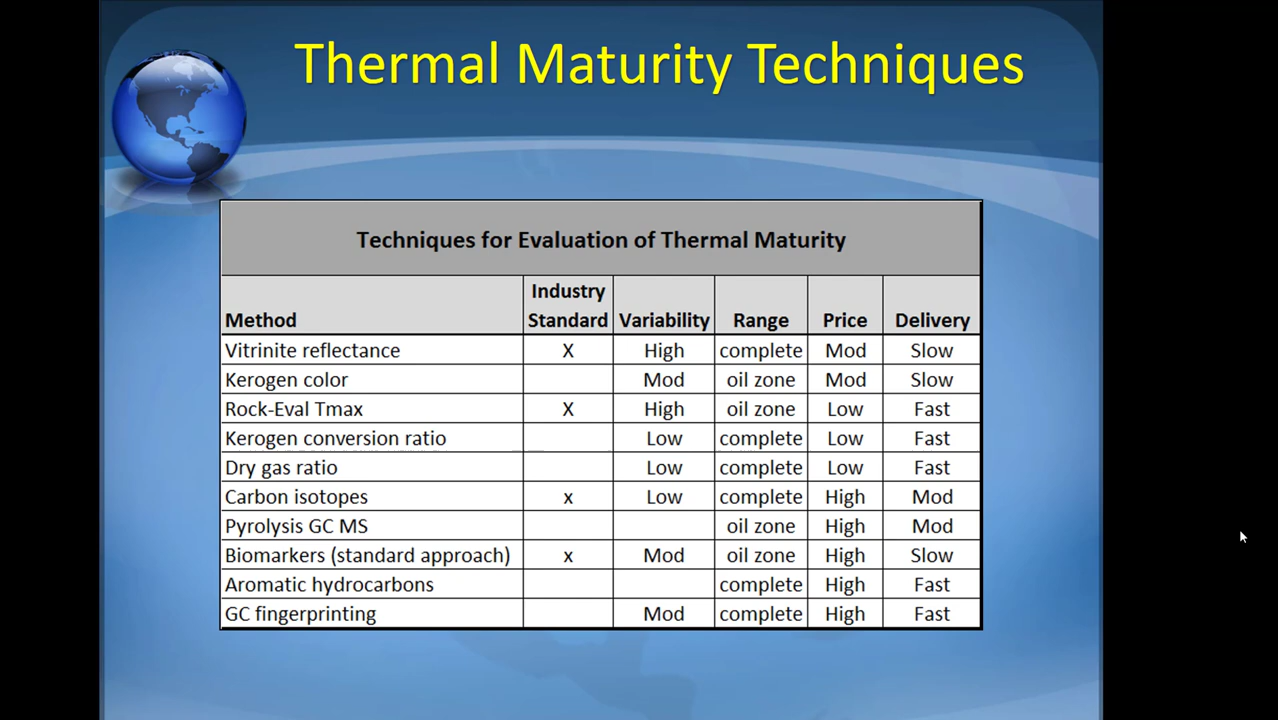 Thermal Maturity Techniques
Techniques for Evaluation of Thermal Maturity
Method Industry Standard Variability Range Price Delivery
Vitrinite reflectance X High complete Mod Slow
Kerogen color Mod oil zone Mod Slow
Rock-Eval Tmax X High oil zone Low Fast
Kerogen conversion ratio Low complete Low Fast
Dry gas ratio Low complete Low Fast
Carbon isotopes x Low complete High Mod
Pyrolysis GC MS oil zone High Mod
Biomarkers (standard approach) x Mod oil zone High Slow
Aromatic hydrocarbons complete High Fast
GC fingerprinting Mod complete High Fast